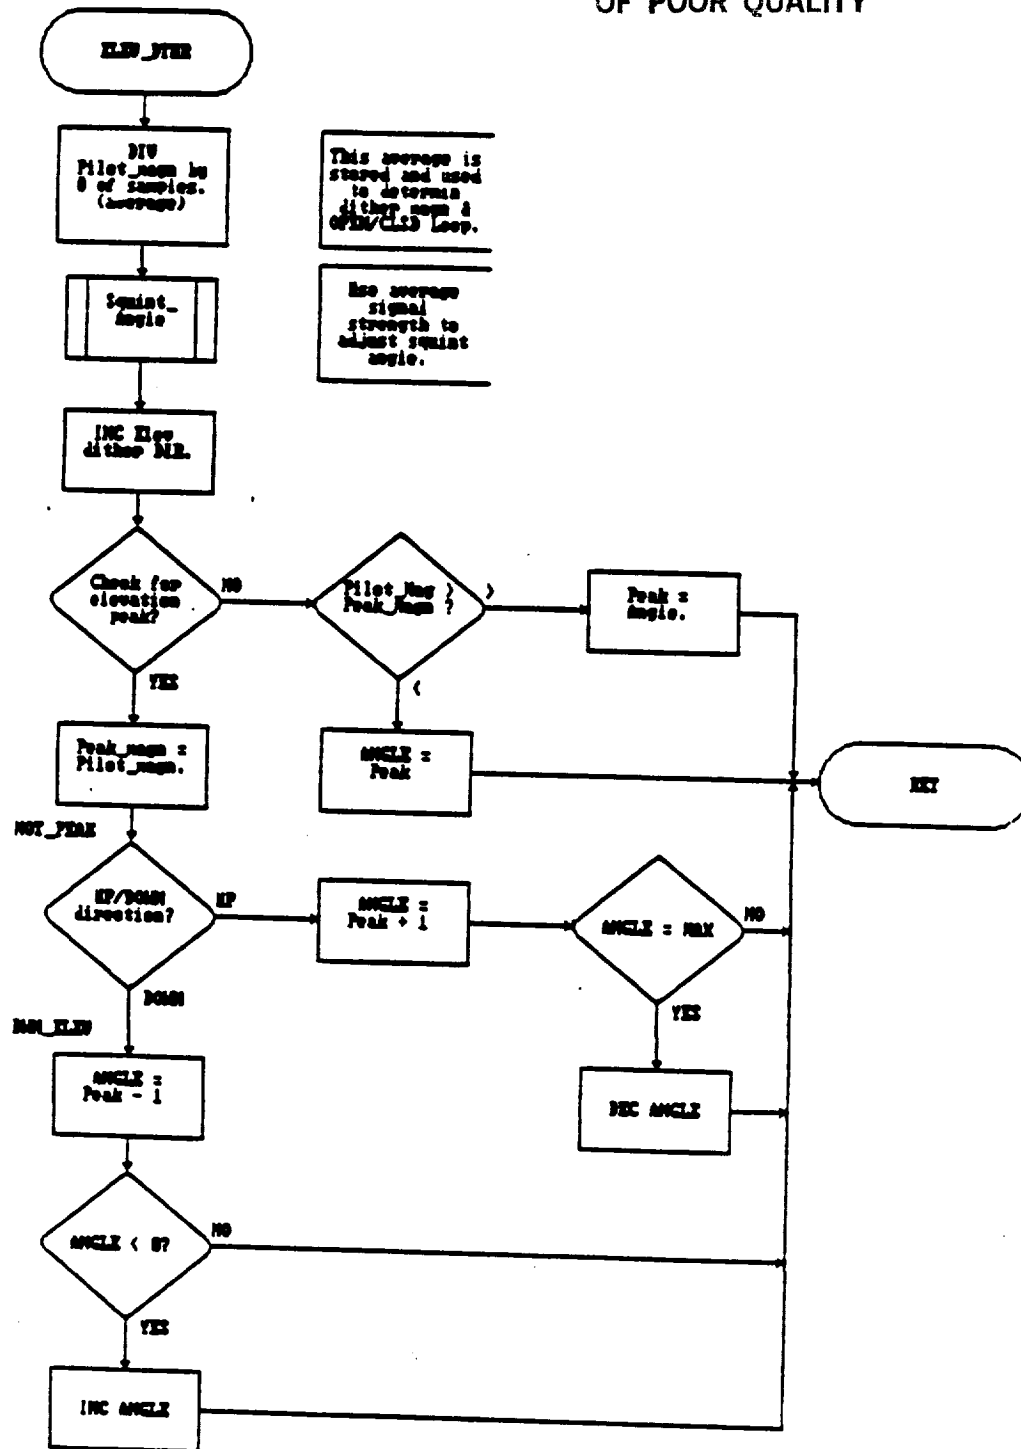 OF POOR QUALITY
ELEV_DTHR
DIV
Pilot_magn by
# of samples.
(average)
This average is
stored and used
to determin
dither magn &
OPEN/CLSD Loop.
Squint_
Angle
Use average
signal
strength to
adjust squint
angle.
INC Elev
dither DIR.
Check for
elevation
peak?
NO
YES
Pilot_Mag >
Peak_Magn ?
>
<
Peak =
Angle.
Peak_magn =
Pilot_magn.
ANGLE =
Peak
RET
NOT_PEAK
UP/DOWN
direction?
UP
DOWN
ANGLE =
Peak + 1
ANGLE = MAX
NO
YES
DWN_ELEV
ANGLE =
Peak - 1
DEC ANGLE
ANGLE < 0?
NO
YES
INC ANGLE